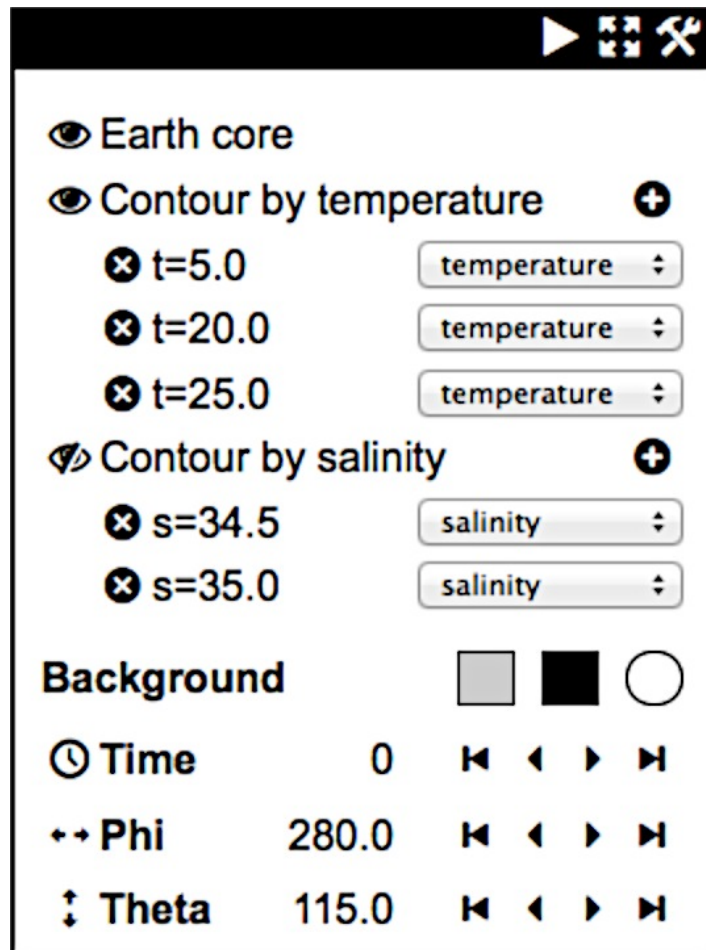 Earth core
Contour by temperature
t=5.0 temperature
t=20.0 temperature
t=25.0 temperature
Contour by salinity
s=34.5 salinity
s=35.0 salinity
Background
Time 0
Phi 280.0
Theta 115.0